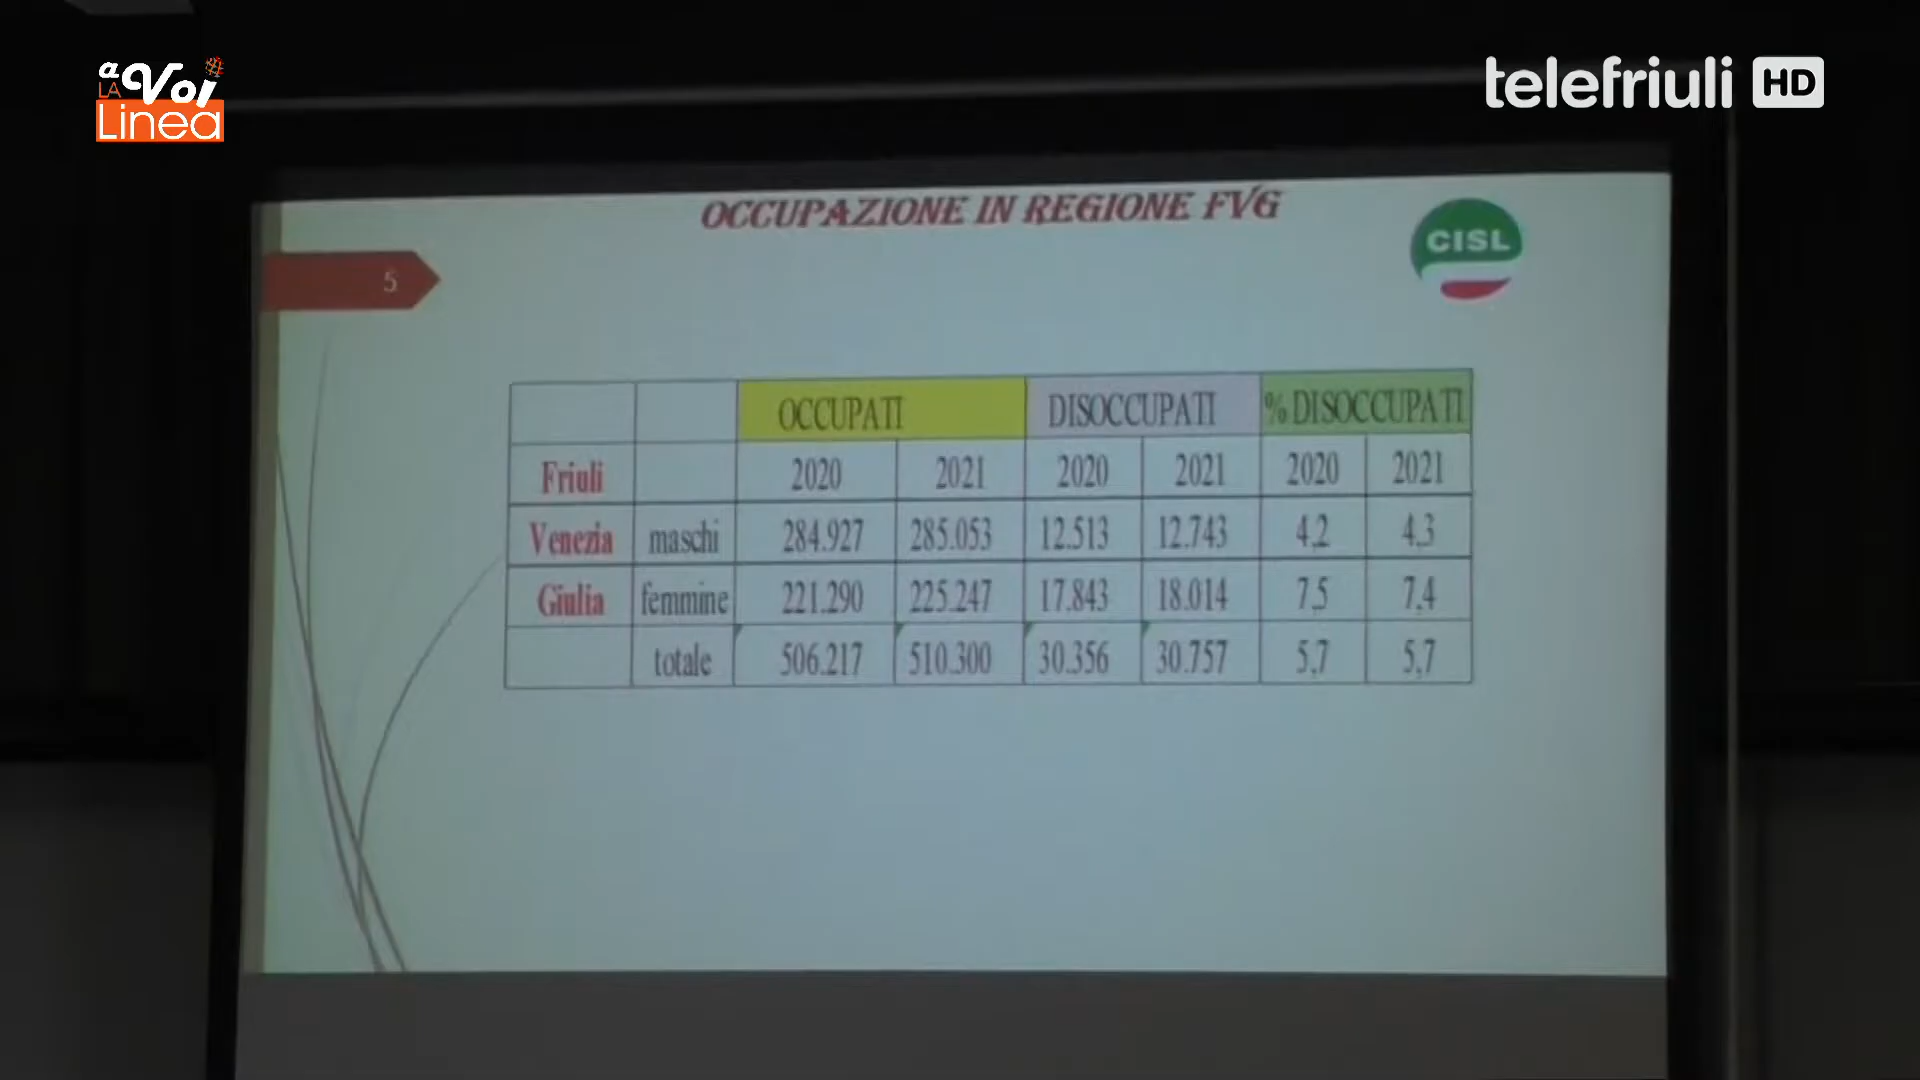 a Voi
LA
Linea
telefriuli HD
OCCUPAZIONE IN REGIONE FVG
CISL
5
OCCUPATI DISOCCUPATI % DISOCCUPATI
Friuli 2020 2021 2020 2021 2020 2021
Venezia maschi 284.927 285.053 12.513 12.743 4,2 4,3
Giulia femmine 221.290 225.247 17.843 18.014 7,5 7,4
totale 506.217 510.300 30.356 30.757 5,7 5,7